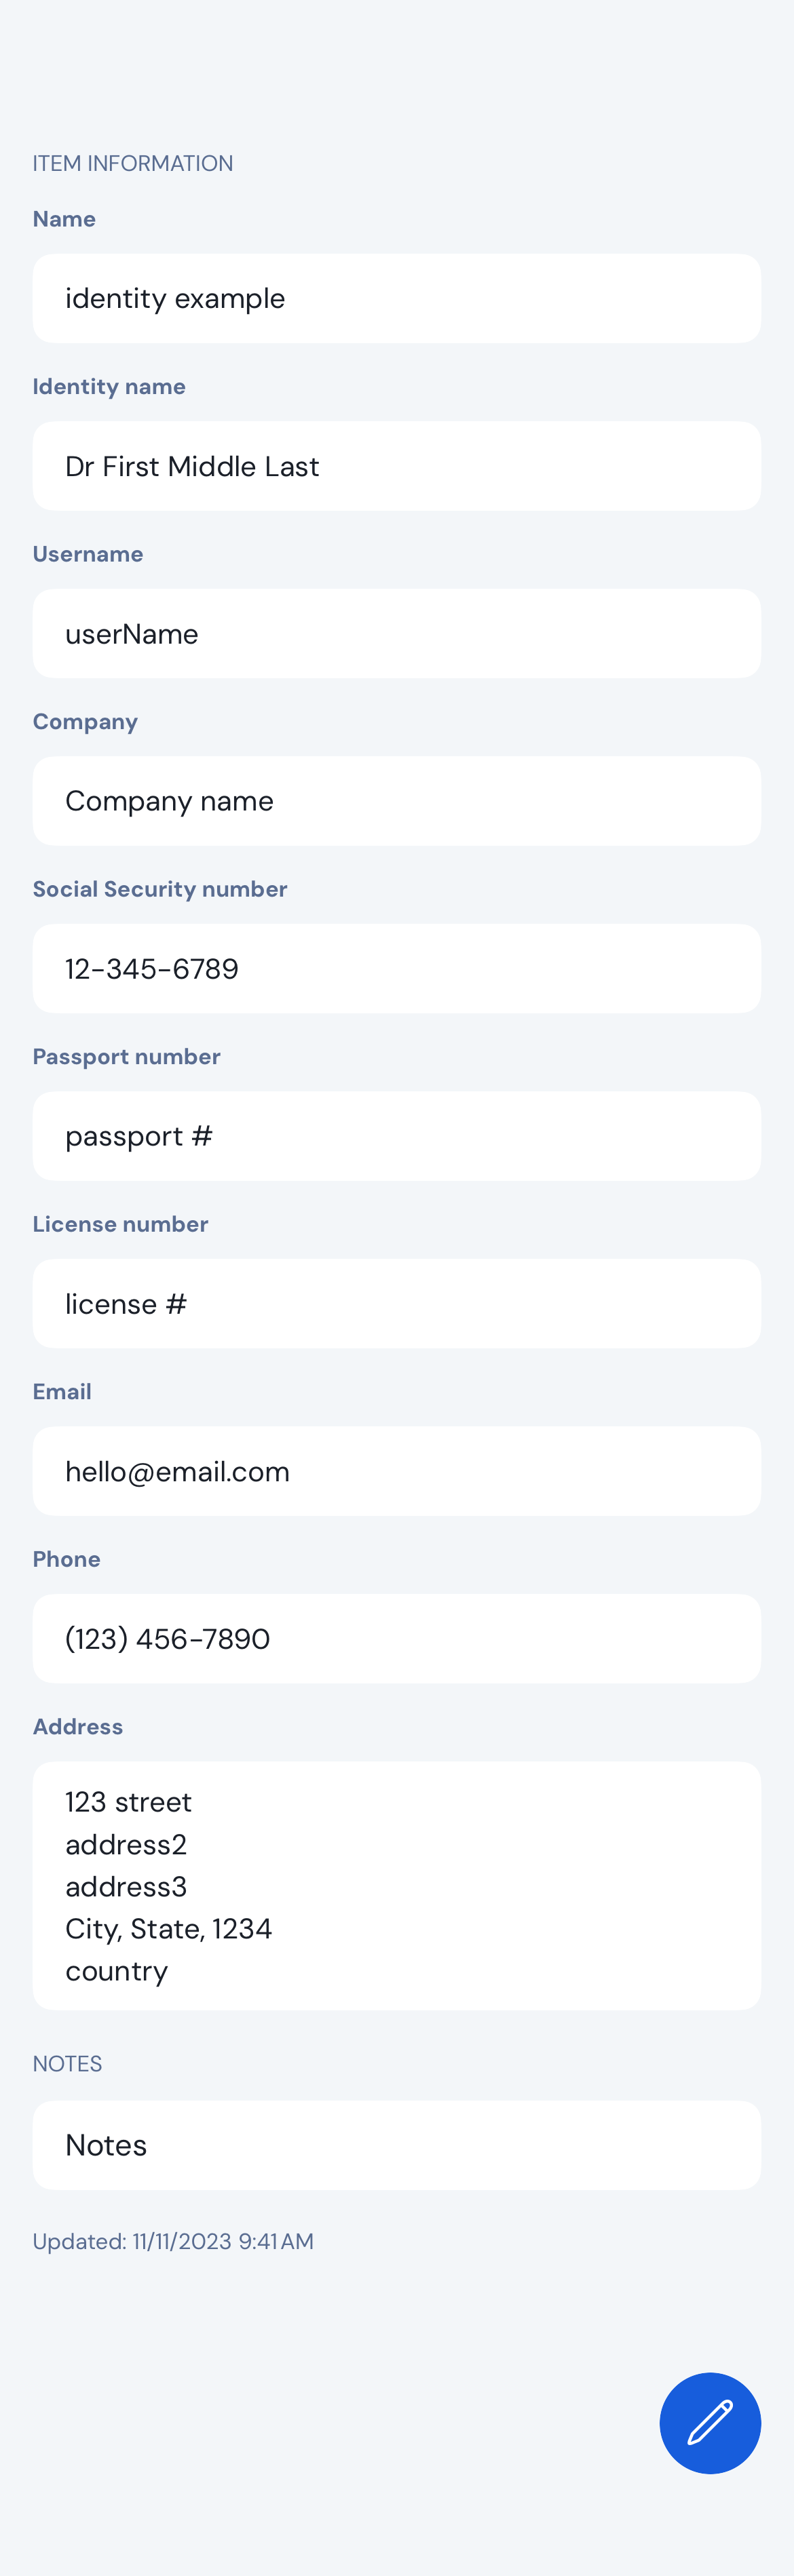 ITEM INFORMATION
Name
identity example
Identity name
Dr First Middle Last
Username
userName
Company
Company name
Social Security number
12-345-6789
Passport number
passport #
License number
license #
Email
hello@email.com
Phone
(123) 456-7890
Address
123 street
address2
address3
City, State, 1234
country
NOTES
Notes
Updated: 11/11/2023 9:41 AM